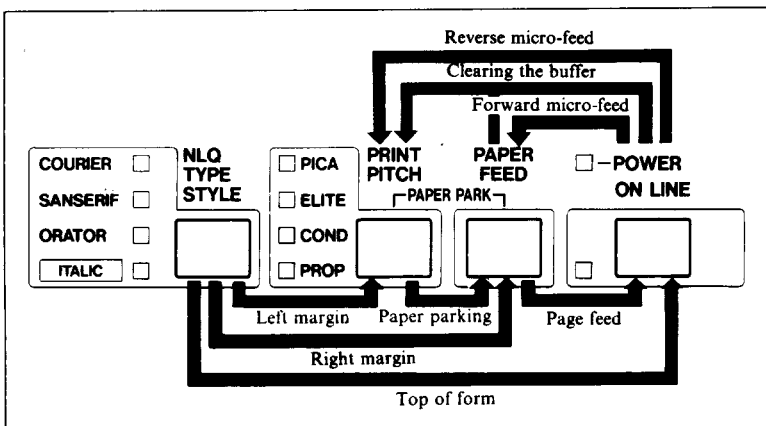 Reverse micro-feed
Clearing the buffer
Forward micro-feed
COURIER
SANSERIF
ORATOR
ITALIC
NLQ
TYPE
STYLE
PICA
ELITE
COND
PROP
PRINT
PITCH
PAPER
FEED
PAPER PARK
POWER
ON LINE
Left margin
Paper parking
Page feed
Right margin
Top of form